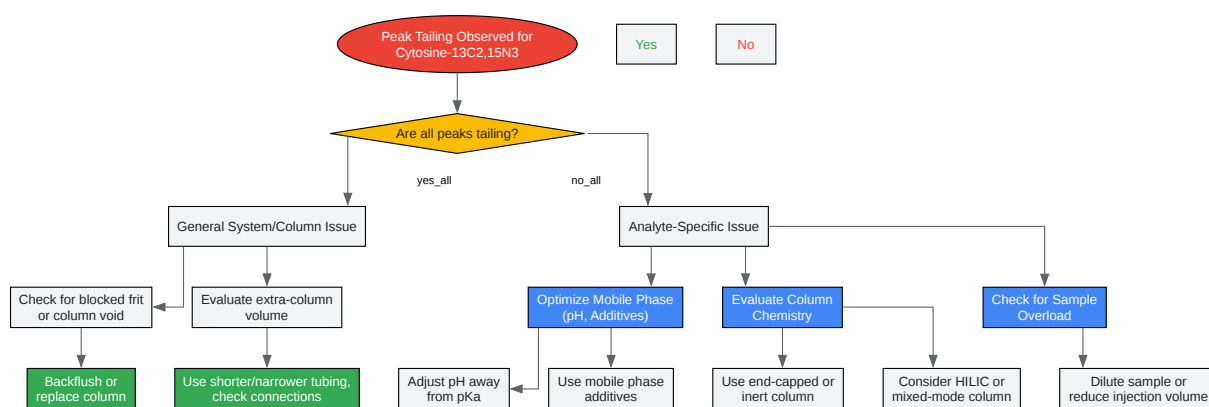 Peak Tailing Observed for
Cytosine-13C2,15N3
Yes
No
Are all peaks tailing?
yes_all
no_all
General System/Column Issue
Analyte-Specific Issue
Check for blocked frit
or column void
Evaluate extra-column
volume
Optimize Mobile Phase
(pH, Additives)
Evaluate Column
Chemistry
Check for Sample
Overload
Backflush or
replace column
Use shorter/narrower tubing,
check connections
Adjust pH away
from pKa
Use mobile phase
additives
Use end-capped or
inert column
Consider HILIC or
mixed-mode column
Dilute sample or
reduce injection volume